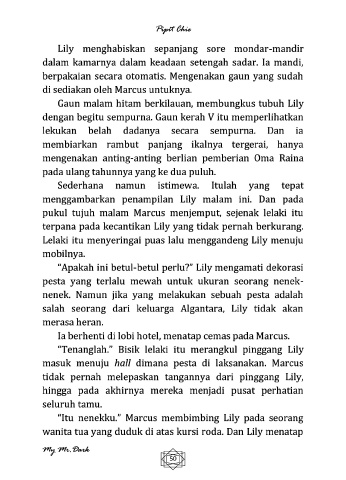 Pipit Chie
Lily menghabiskan sepanjang sore mondar-mandir
dalam kamarnya dalam keadaan setengah sadar. Ia mandi,
berpakaian secara otomatis. Mengenakan gaun yang sudah
di sediakan oleh Marcus untuknya.
Gaun malam hitam berkilauan, membungkus tubuh Lily
dengan begitu sempurna. Gaun kerah V itu memperlihatkan
lekukan belah dadanya secara sempurna. Dan ia
membiarkan rambut panjang ikalnya tergerai, hanya
mengenakan anting-anting berlian pemberian Oma Raina
pada ulang tahunnya yang ke dua puluh.
Sederhana namun istimewa. Itulah yang tepat
menggambarkan penampilan Lily malam ini. Dan pada
pukul tujuh malam Marcus menjemput, sejenak lelaki itu
terpana pada kecantikan Lily yang tidak pernah berkurang.
Lelaki itu menyeringai puas lalu menggandeng Lily menuju
mobilnya.
“Apakah ini betul-betul perlu?” Lily mengamati dekorasi
pesta yang terlalu mewah untuk ukuran seorang nenek-
nenek. Namun jika yang melakukan sebuah pesta adalah
salah seorang dari keluarga Algantara, Lily tidak akan
merasa heran.
Ia berhenti di lobi hotel, menatap cemas pada Marcus.
“Tenanglah.” Bisik lelaki itu merangkul pinggang Lily
masuk menuju hall dimana pesta di laksanakan. Marcus
tidak pernah melepaskan tangannya dari pinggang Lily,
hingga pada akhirnya mereka menjadi pusat perhatian
seluruh tamu.
“Itu nenekku.” Marcus membimbing Lily pada seorang
wanita tua yang duduk di atas kursi roda. Dan Lily menatap
My Mr. Dark
50